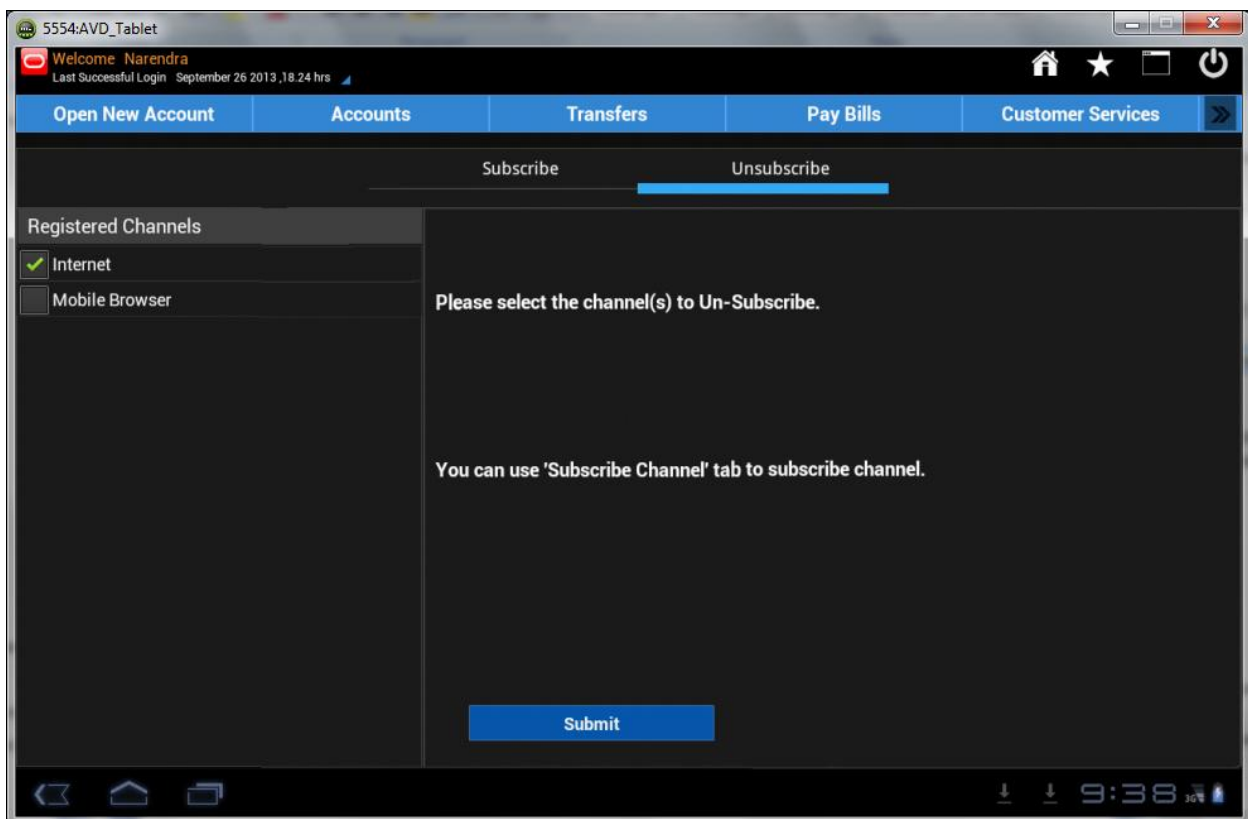 5554:AVD_Tablet
Welcome Narendra
Last Successful Login September 26 2013 ,18.24 hrs
Open New Account Accounts Transfers Pay Bills Customer Services
Subscribe Unsubscribe
Registered Channels
Internet
Mobile Browser
Please select the channel(s) to Un-Subscribe.
You can use 'Subscribe Channel' tab to subscribe channel.
Submit
9:38 3G